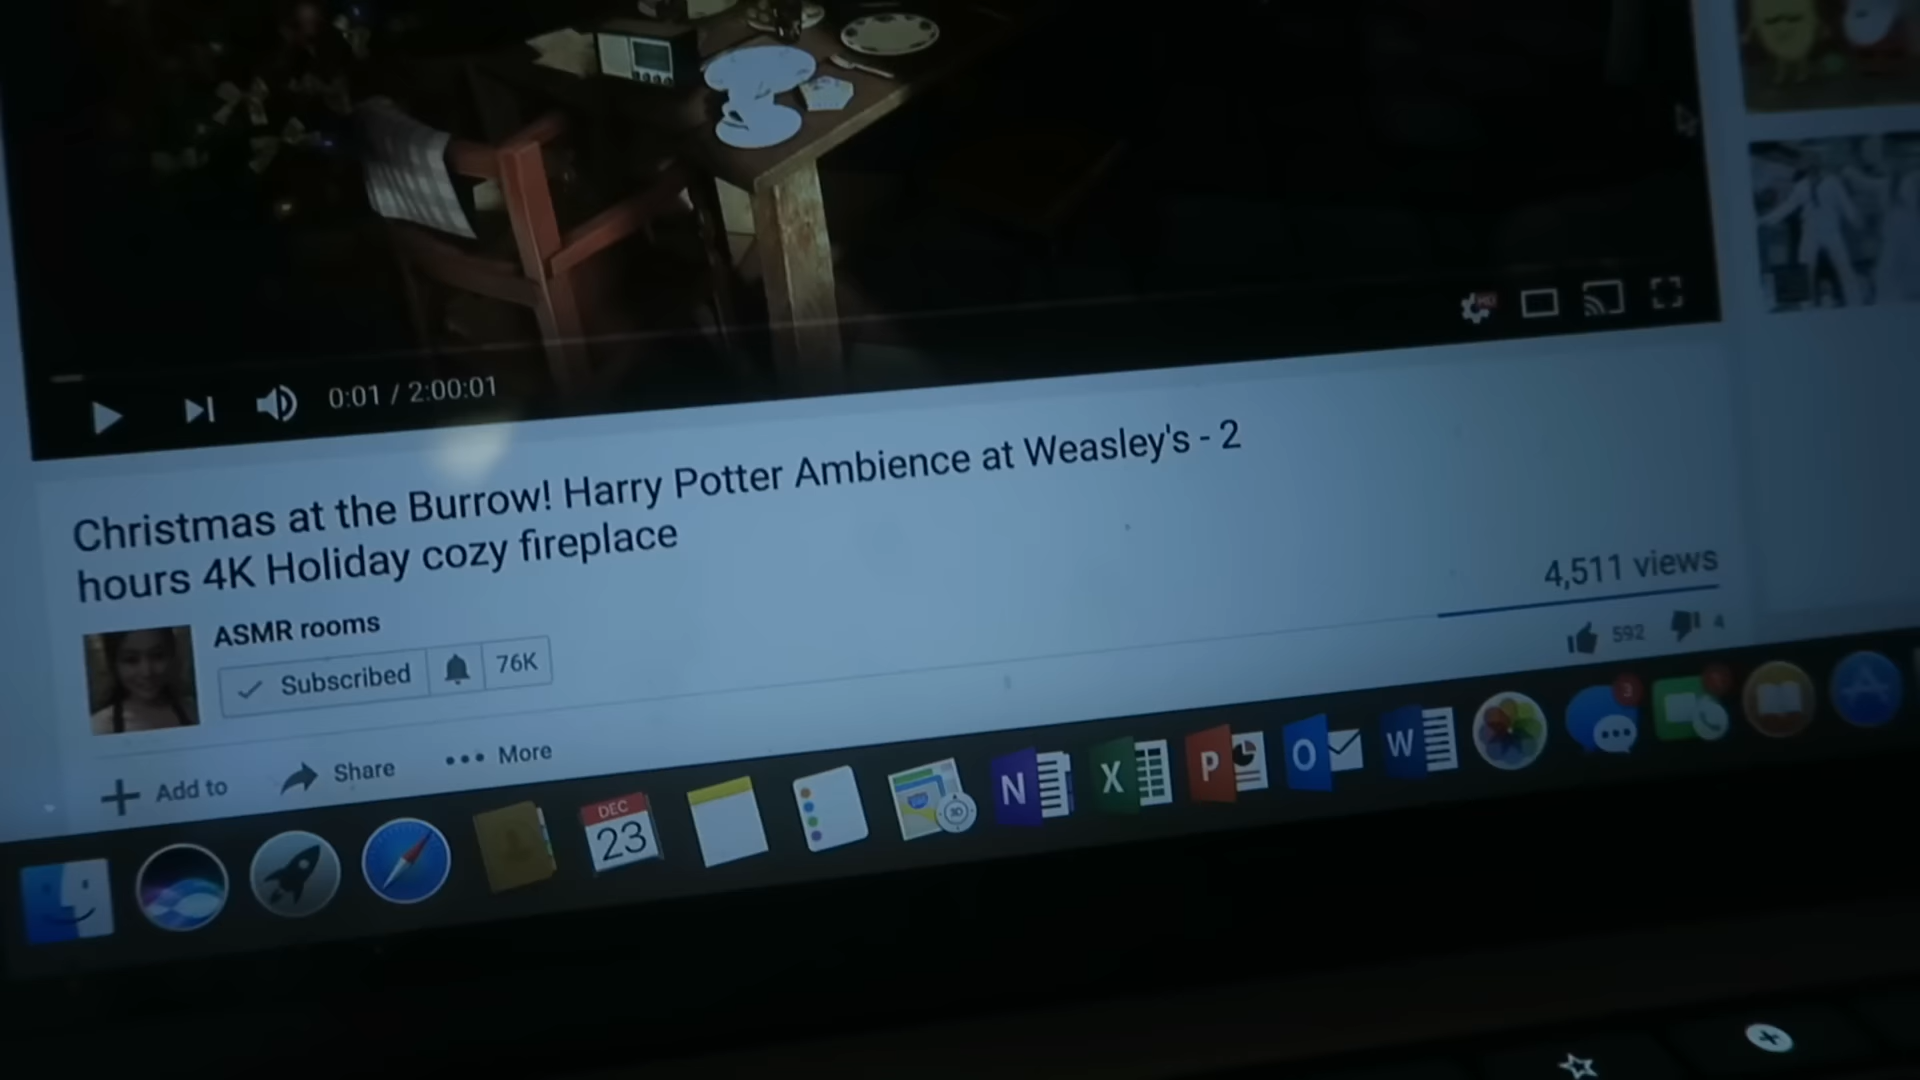 0:01 / 2:00:01
Christmas at the Burrow! Harry Potter Ambience at Weasley's - 2
hours 4K Holiday cozy fireplace
4,511 views
ASMR rooms
Subscribed 76K
592 4
Add to Share More
DEC
23
N X P O W
3